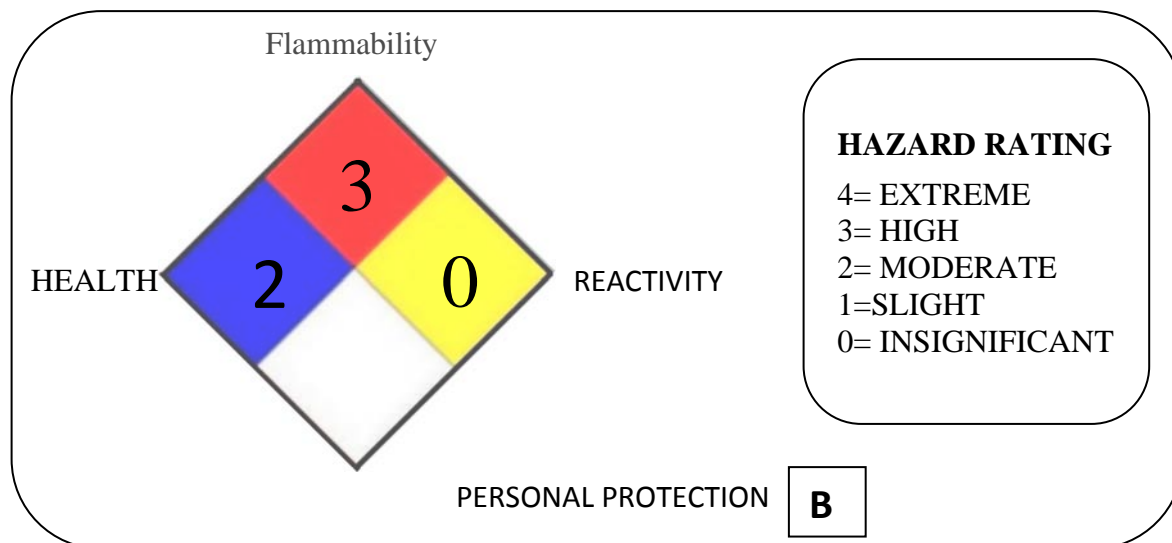 Flammability
3
HEALTH 2 0 REACTIVITY
PERSONAL PROTECTION B
HAZARD RATING
4= EXTREME
3= HIGH
2= MODERATE
1=SLIGHT
0= INSIGNIFICANT